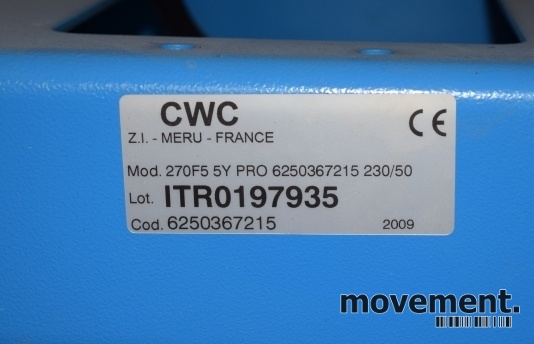 CWC
Z.I. - MERU - FRANCE
CE
Mod. 270F5 5Y PRO 6250367215 230/50
Lot. ITR0197935
Cod. 6250367215 2009
movement.